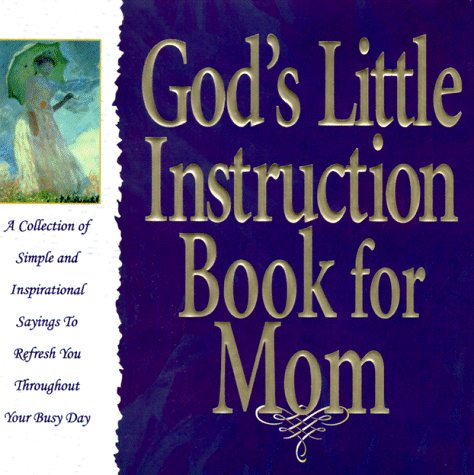 God's Little
Instruction
Book for
Mom
A Collection of
Simple and
Inspirational
Sayings To
Refresh You
Throughout
Your Busy Day